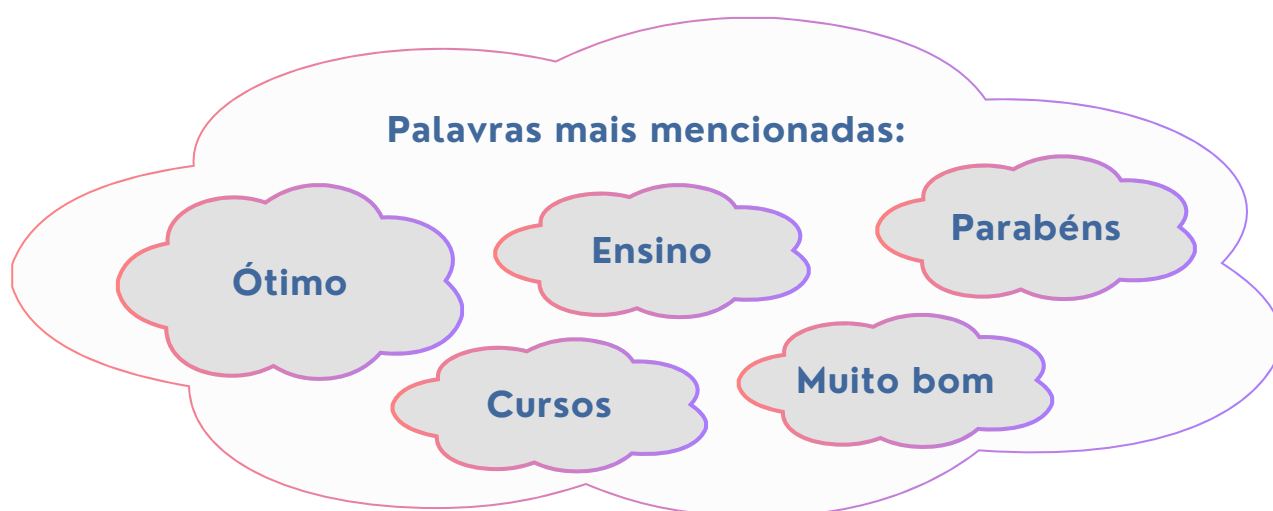 Palavras mais mencionadas:
Ótimo
Ensino
Parabéns
Cursos
Muito bom